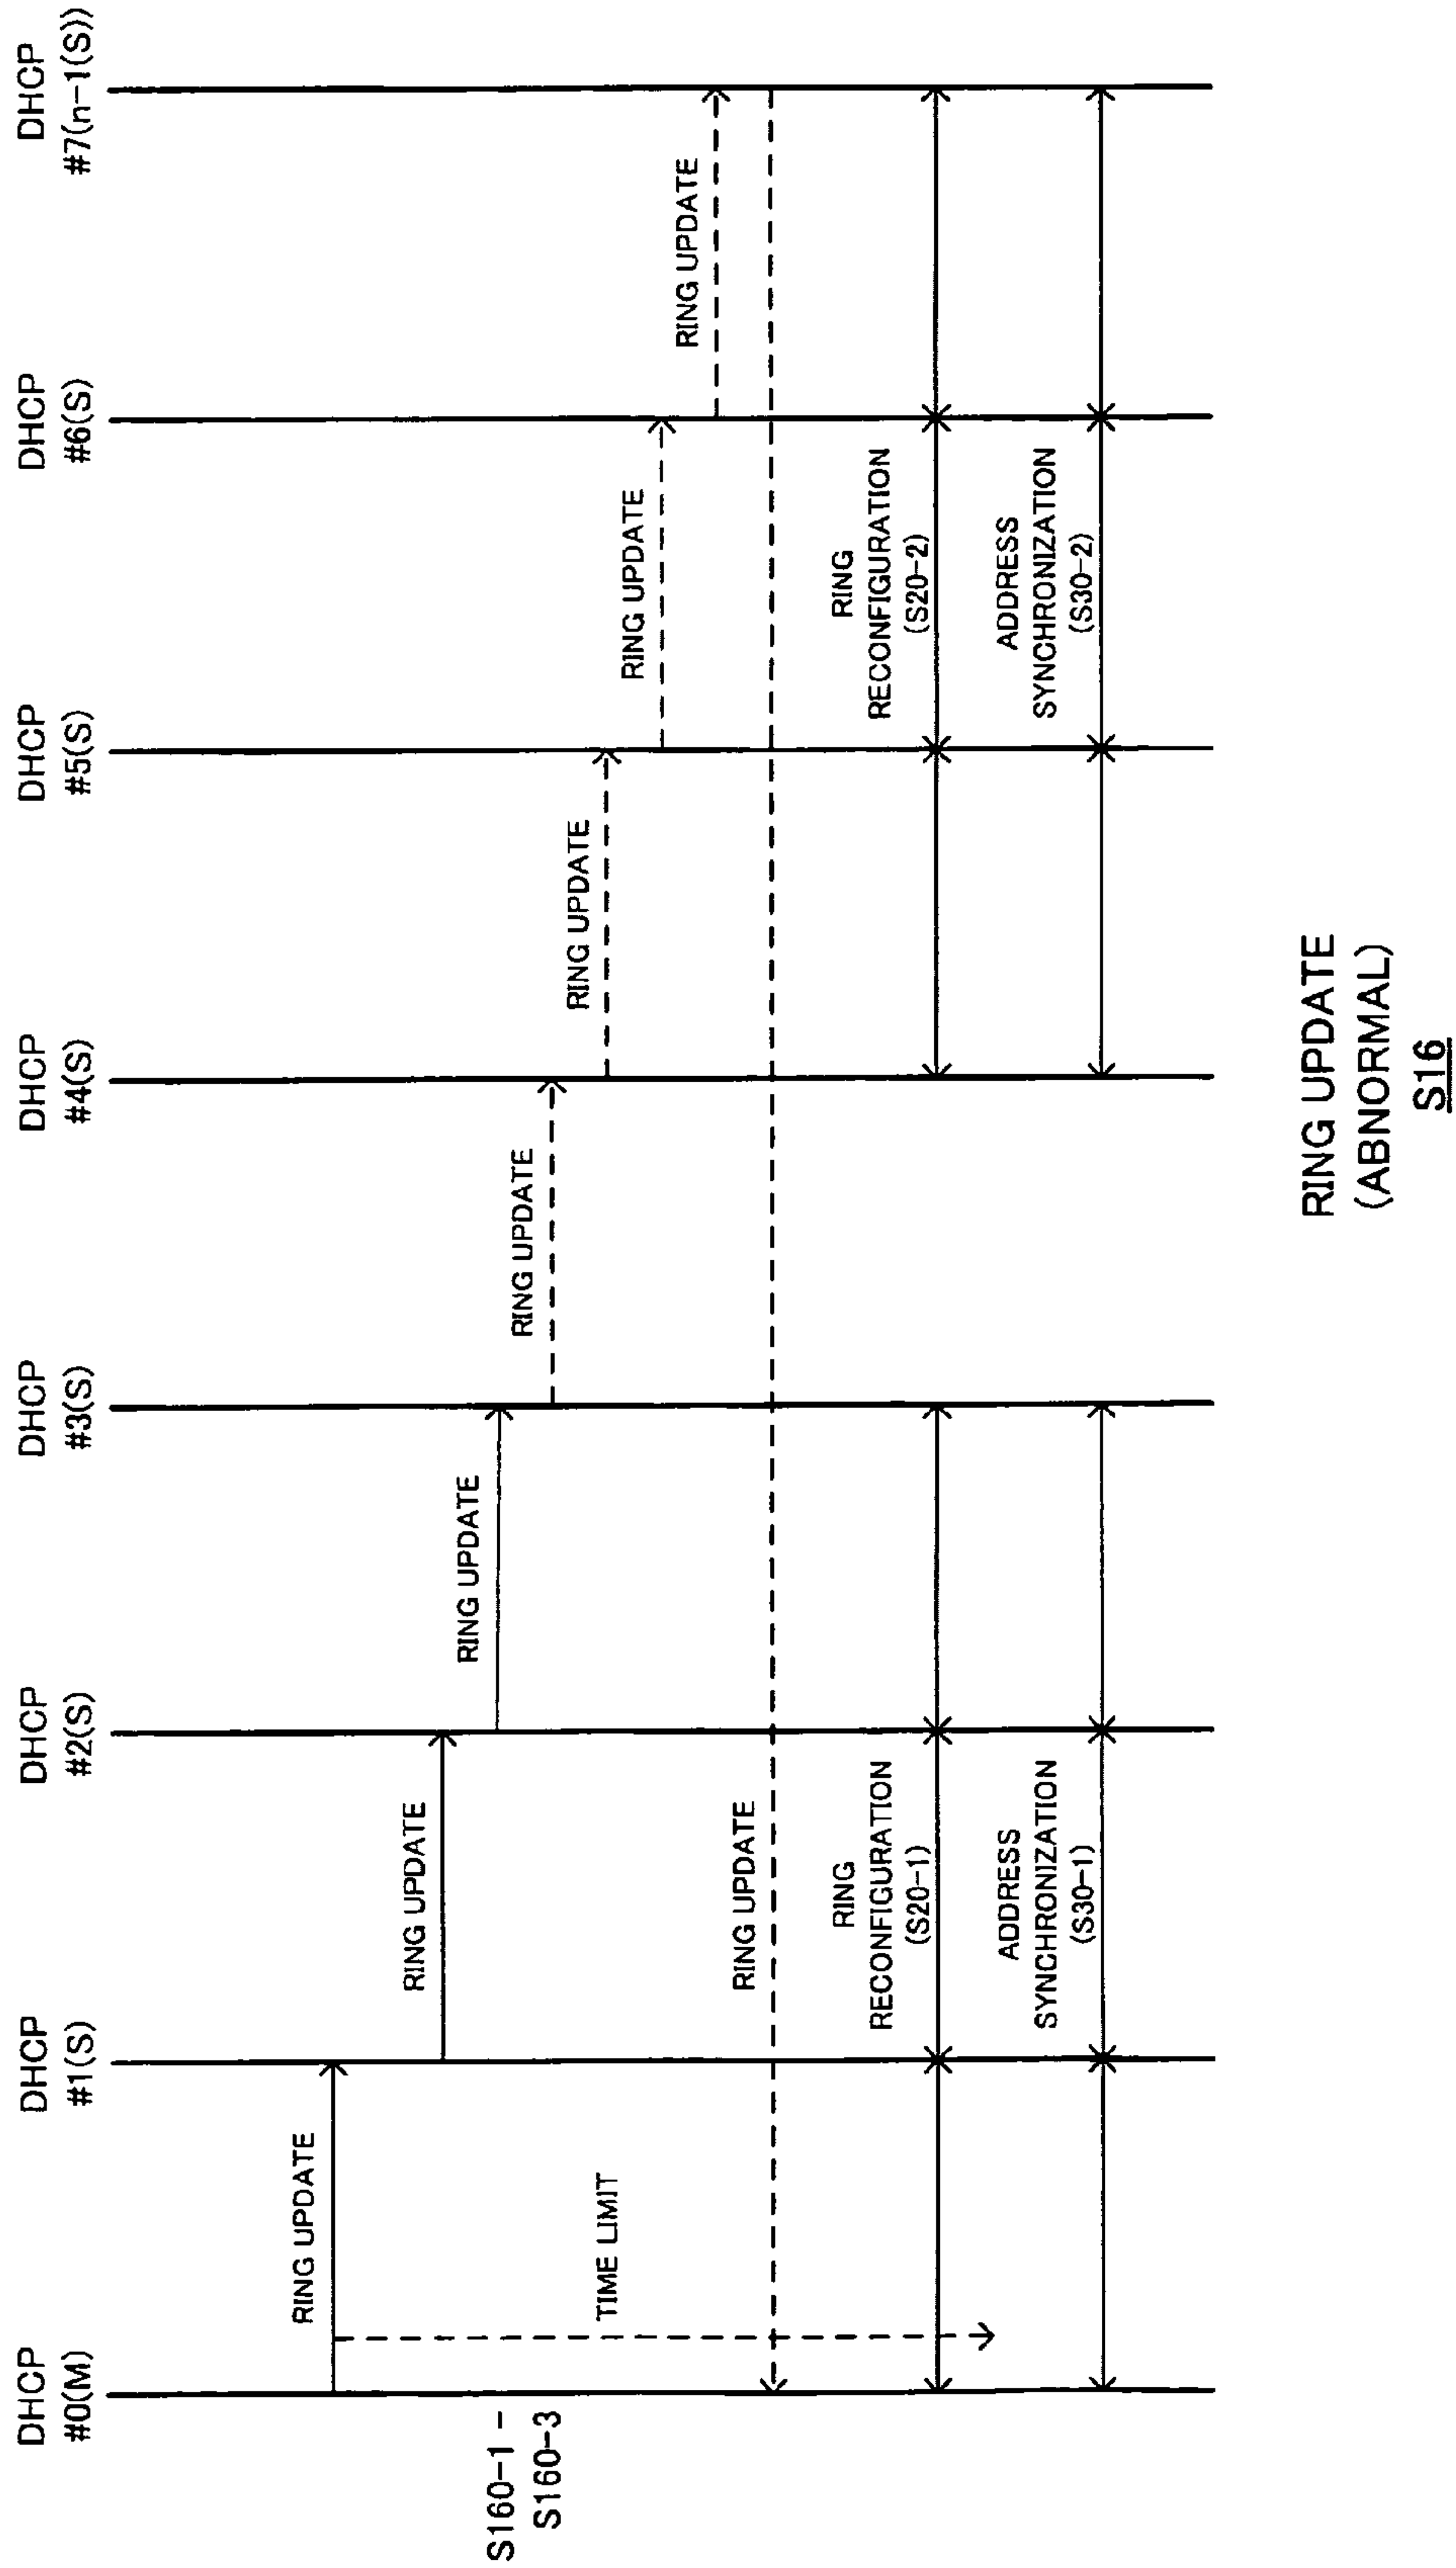 DHCP
#0(M)
DHCP
#1(S)
DHCP
#2(S)
DHCP
#3(S)
DHCP
#4(S)
DHCP
#5(S)
DHCP
#6(S)
DHCP
#7(n-1(S))
RING UPDATE
RING UPDATE
S160-1 -
S160-3
RING UPDATE
RING UPDATE
RING UPDATE
TIME LIMIT
RING UPDATE
RING UPDATE
RING UPDATE
RING
RECONFIGURATION
(S20-1)
RING
RECONFIGURATION
(S20-2)
ADDRESS
SYNCHRONIZATION
(S30-1)
ADDRESS
SYNCHRONIZATION
(S30-2)
RING UPDATE
(ABNORMAL)
S16